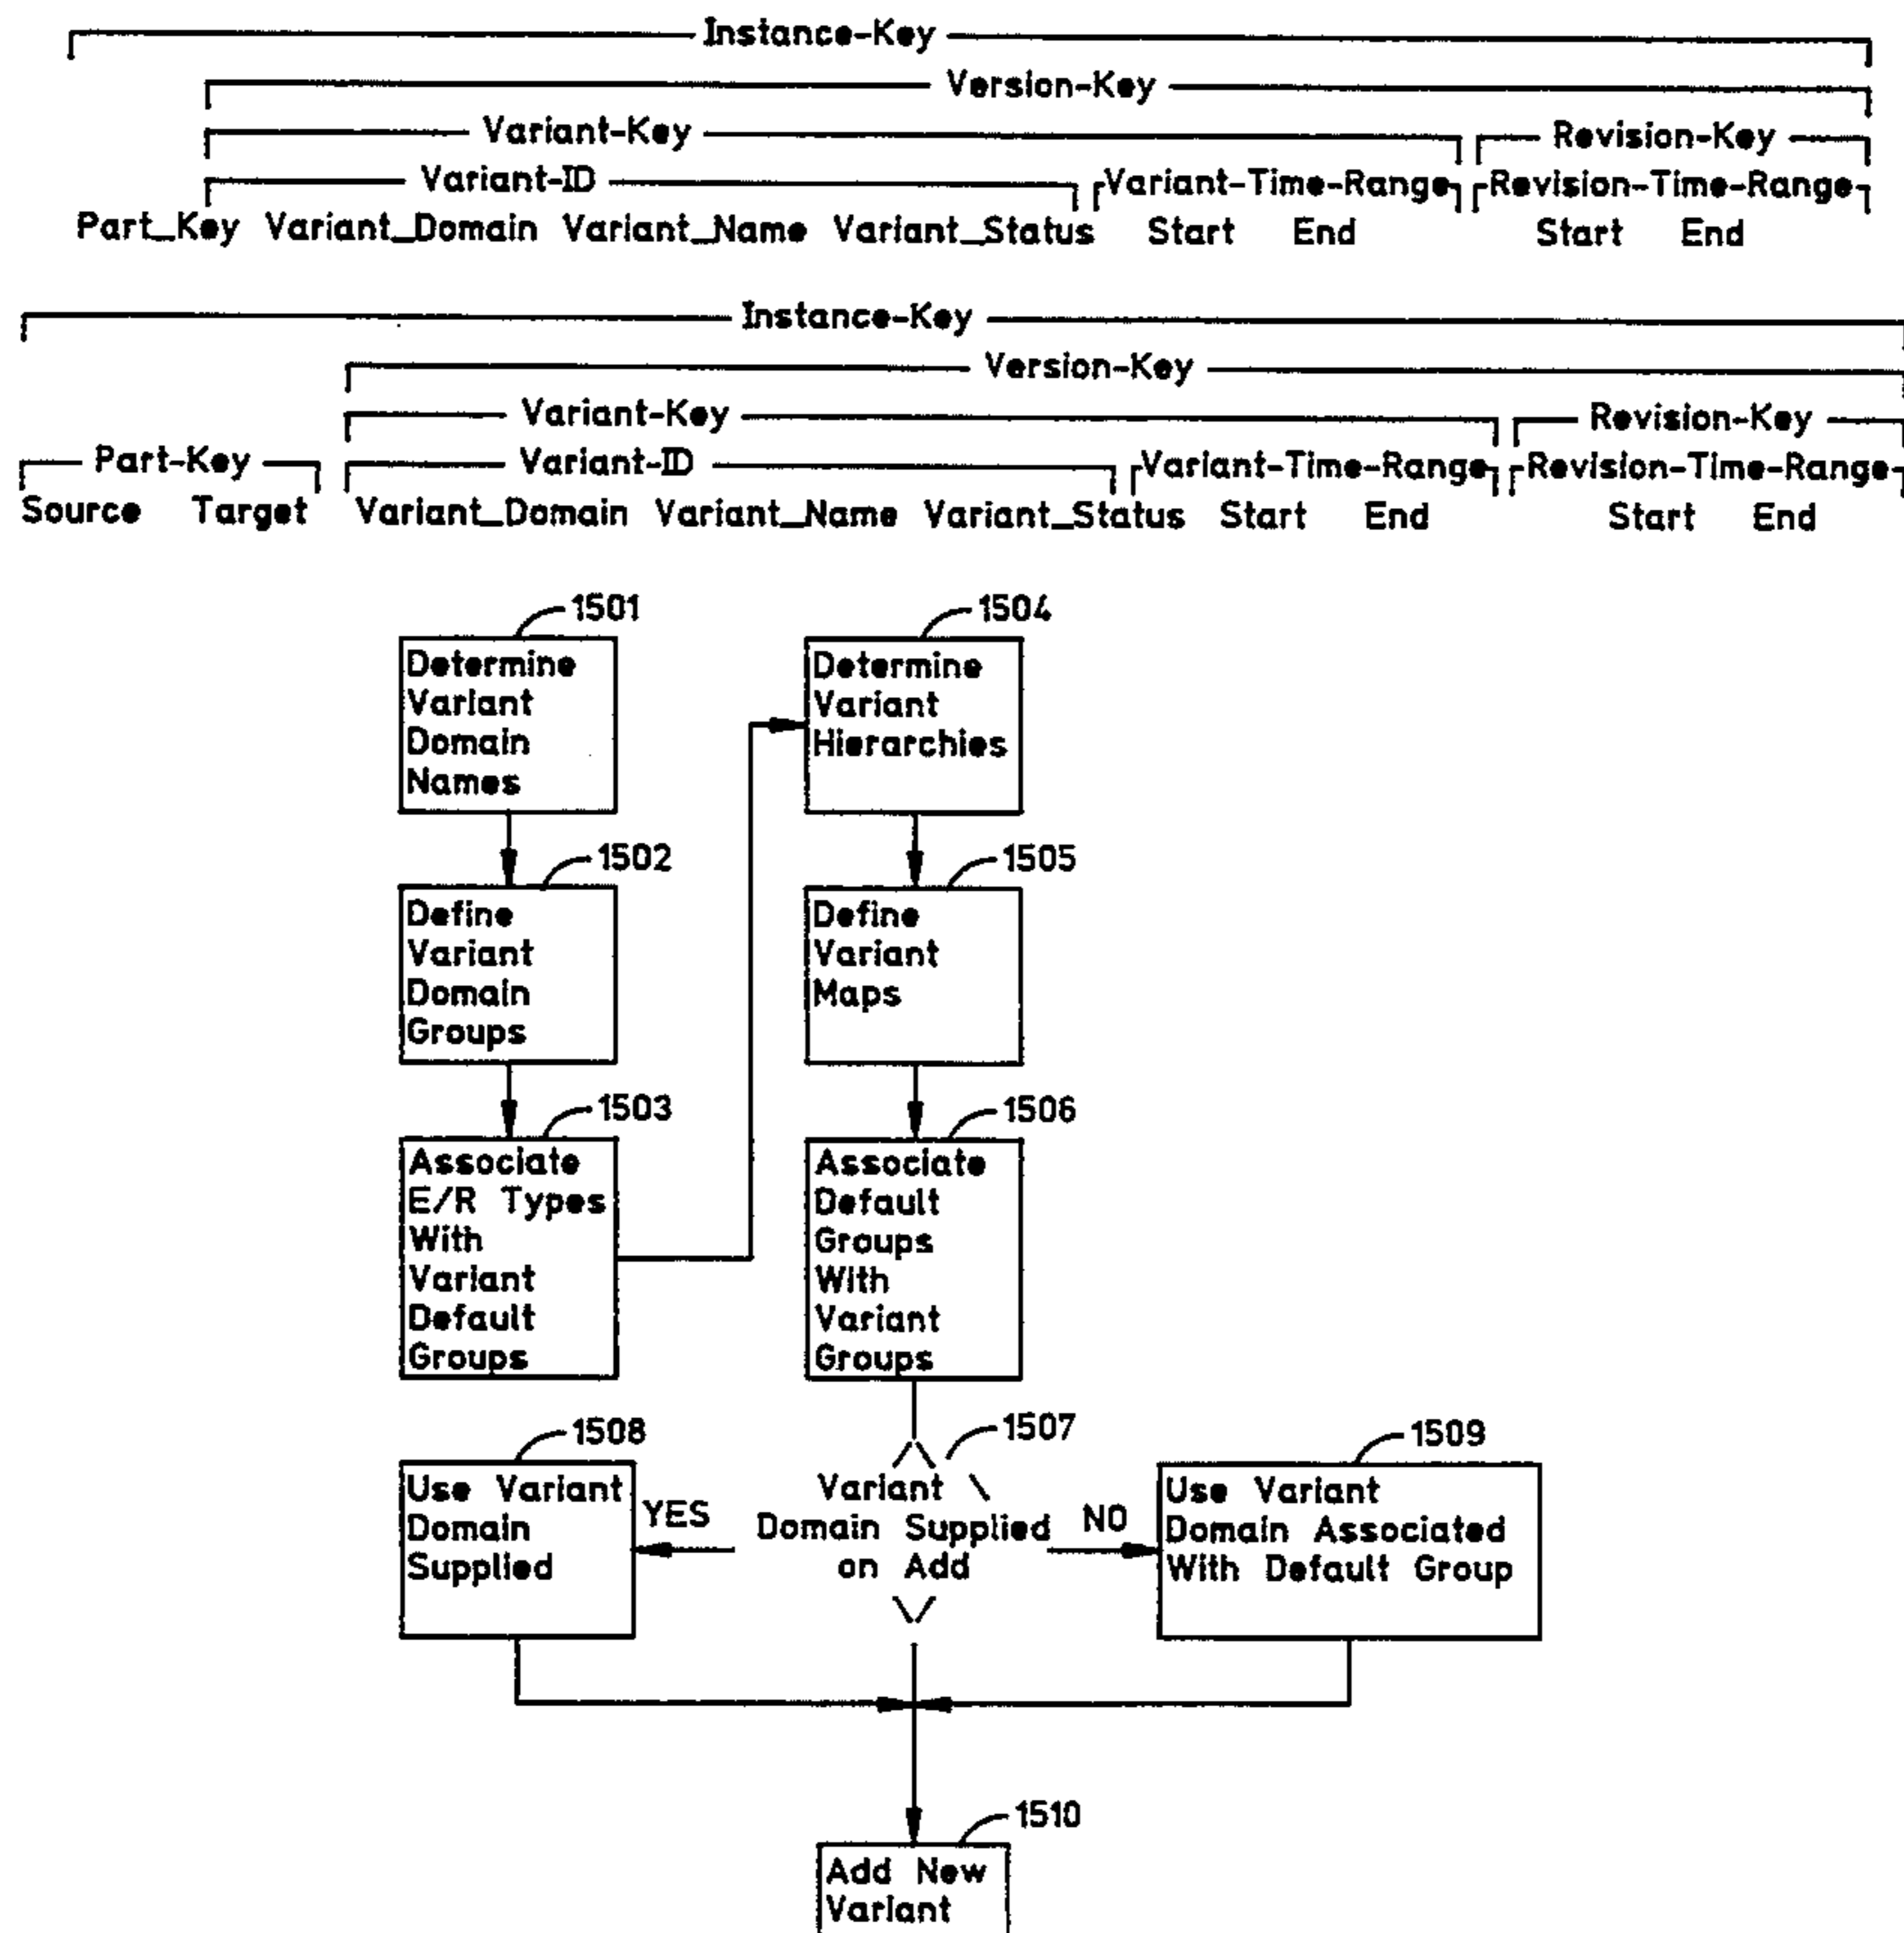 Instance-Key
Version-Key
Variant-Key Revision-Key
Variant-ID Variant-Time-Range Revision-Time-Range
Part_Key Variant_Domain Variant_Name Variant_Status Start End Start End
Instance-Key
Version-Key
Variant-Key Revision-Key
Part-Key Variant-ID Variant-Time-Range Revision-Time-Range
Source Target Variant_Domain Variant_Name Variant_Status Start End Start End
1501
Determine
Variant
Domain
Names
1502
Define
Variant
Domain
Groups
1503
Associate
E/R Types
With
Variant
Default
Groups
1504
Determine
Variant
Hierarchies
1505
Define
Variant
Maps
1506
Associate
Default
Groups
With
Variant
Groups
1507
Variant
Domain Supplied
on Add
YES
NO
1508
Use Variant
Domain
Supplied
1509
Use Variant
Domain Associated
With Default Group
1510
Add New
Variant